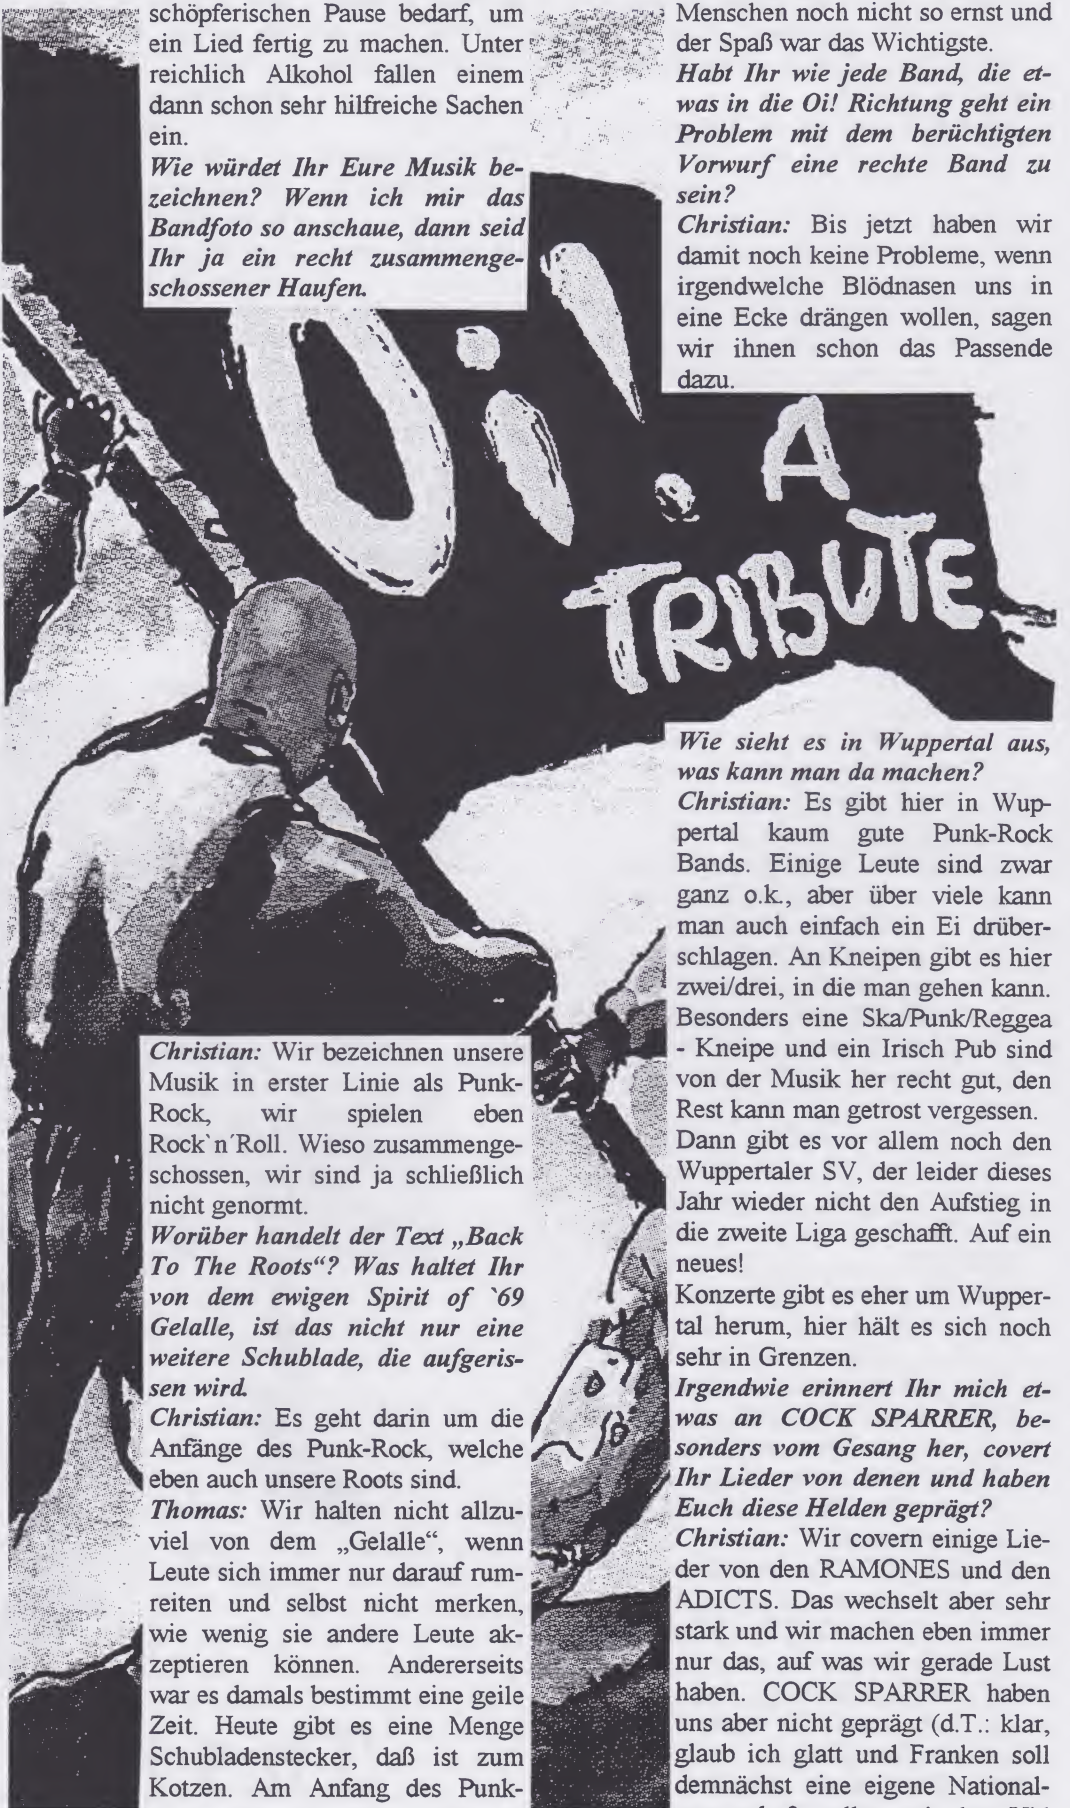 schöpferischen Pause bedarf, um
ein Lied fertig zu machen. Unter
reichlich Alkohol fallen einem
dann schon sehr hilfreiche Sachen
ein.
Wie würdet Ihr Eure Musik be-
zeichnen? Wenn ich mir das
Bandfoto so anschaue, dann seid
Ihr ja ein recht zusammenge-
schossener Haufen.
Oi! A
TRIBUTE
Christian: Wir bezeichnen unsere
Musik in erster Linie als Punk-
Rock, wir spielen eben
Rock`n´Roll. Wieso zusammenge-
schossen, wir sind ja schließlich
nicht genormt.
Worüber handelt der Text „Back
To The Roots“? Was haltet Ihr
von dem ewigen Spirit of `69
Gelalle, ist das nicht nur eine
weitere Schublade, die aufgeris-
sen wird.
Christian: Es geht darin um die
Anfänge des Punk-Rock, welche
eben auch unsere Roots sind.
Thomas: Wir halten nicht allzu-
viel von dem „Gelalle“, wenn
Leute sich immer nur darauf rum-
reiten und selbst nicht merken,
wie wenig sie andere Leute ak-
zeptieren können. Andererseits
war es damals bestimmt eine geile
Zeit. Heute gibt es eine Menge
Schubladenstecker, daß ist zum
Kotzen. Am Anfang des Punk-
Menschen noch nicht so ernst und
der Spaß war das Wichtigste.
Habt Ihr wie jede Band, die et-
was in die Oi! Richtung geht ein
Problem mit dem berüchtigten
Vorwurf eine rechte Band zu
sein?
Christian: Bis jetzt haben wir
damit noch keine Probleme, wenn
irgendwelche Blödnasen uns in
eine Ecke drängen wollen, sagen
wir ihnen schon das Passende
dazu.
Wie sieht es in Wuppertal aus,
was kann man da machen?
Christian: Es gibt hier in Wup-
pertal kaum gute Punk-Rock
Bands. Einige Leute sind zwar
ganz o.k., aber über viele kann
man auch einfach ein Ei drüber-
schlagen. An Kneipen gibt es hier
zwei/drei, in die man gehen kann.
Besonders eine Ska/Punk/Reggea
- Kneipe und ein Irisch Pub sind
von der Musik her recht gut, den
Rest kann man getrost vergessen.
Dann gibt es vor allem noch den
Wuppertaler SV, der leider dieses
Jahr wieder nicht den Aufstieg in
die zweite Liga geschafft. Auf ein
neues!
Konzerte gibt es eher um Wupper-
tal herum, hier hält es sich noch
sehr in Grenzen.
Irgendwie erinnert Ihr mich et-
was an COCK SPARRER, be-
sonders vom Gesang her, covert
Ihr Lieder von denen und haben
Euch diese Helden geprägt?
Christian: Wir covern einige Lie-
der von den RAMONES und den
ADICTS. Das wechselt aber sehr
stark und wir machen eben immer
nur das, auf was wir gerade Lust
haben. COCK SPARRER haben
uns aber nicht geprägt (d.T.: klar,
glaub ich glatt und Franken soll
demnächst eine eigene National-